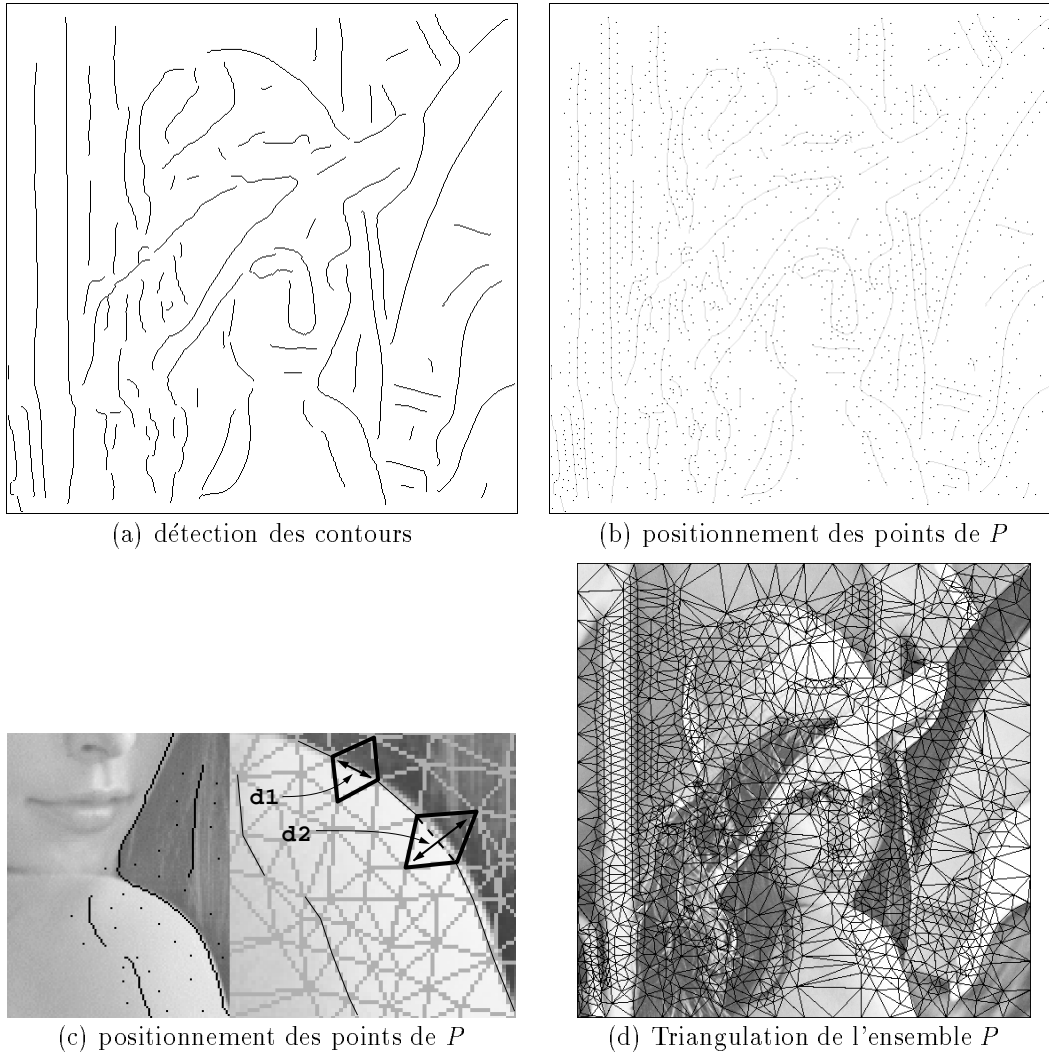 (a) détection des contours
(b) positionnement des points de P
d1
d2
(c) positionnement des points de P
(d) Triangulation de l'ensemble P